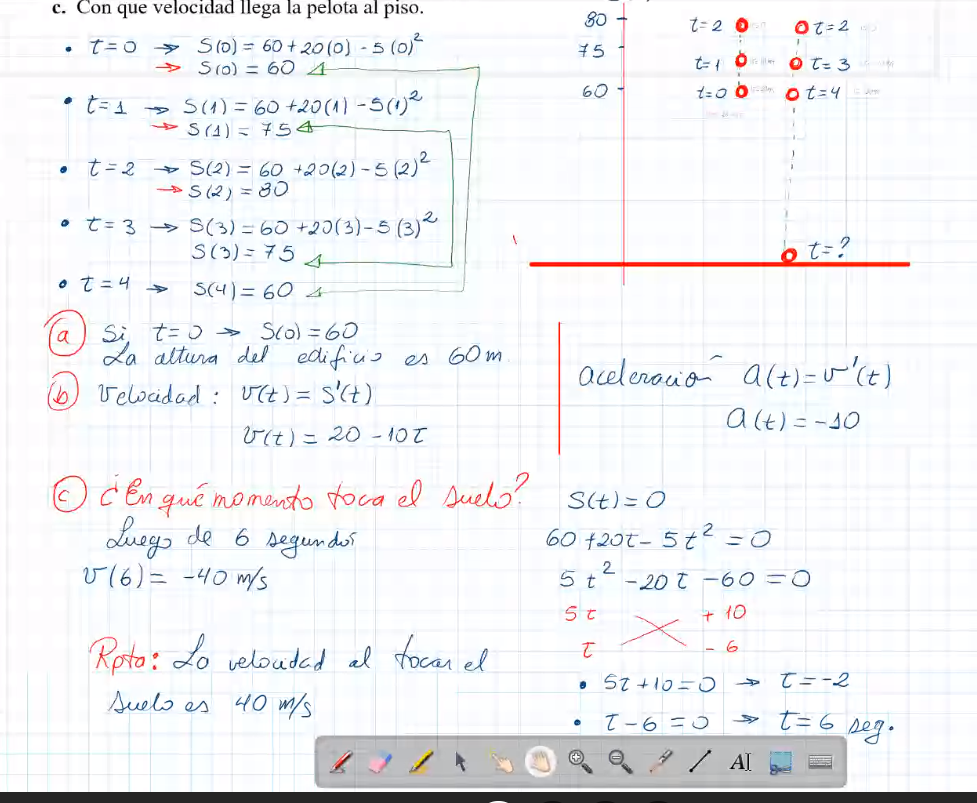 c. Con que velocidad llega la pelota al piso.
• t=0 → S(0) = 60+20(0) - 5(0)²
→ S(0) = 60
• t=1 → S(1) = 60+20(1) - 5(1)²
→ S(1) = 75
• t=2 → S(2) = 60 +20(2) - 5(2)²
→ S(2) = 80
• t=3 → S(3) = 60 +20(3) - 5(3)²
S(3) = 75
• t=4 → S(4) = 60
80
75
60
t=2
t=1
t=0
t=2
t=3
t=4
t=?
a Si t=0 → S(0) = 60
La altura del edificio es 60m
b Velocidad: v(t) = S'(t)
v(t) = 20 - 10t
aceleración a(t) = v'(t)
a(t) = -10
c ¿En qué momento toca el suelo?
Luego de 6 segundos
v(6) = -40 m/s
Rpta: La velocidad al tocar el
suelo es 40 m/s
S(t) = 0
60 +20t - 5t² = 0
5t² - 20t - 60 = 0
5t +10
t -6
• 5t+10=0 → t=-2
• t-6=0 → t=6 seg.
AI